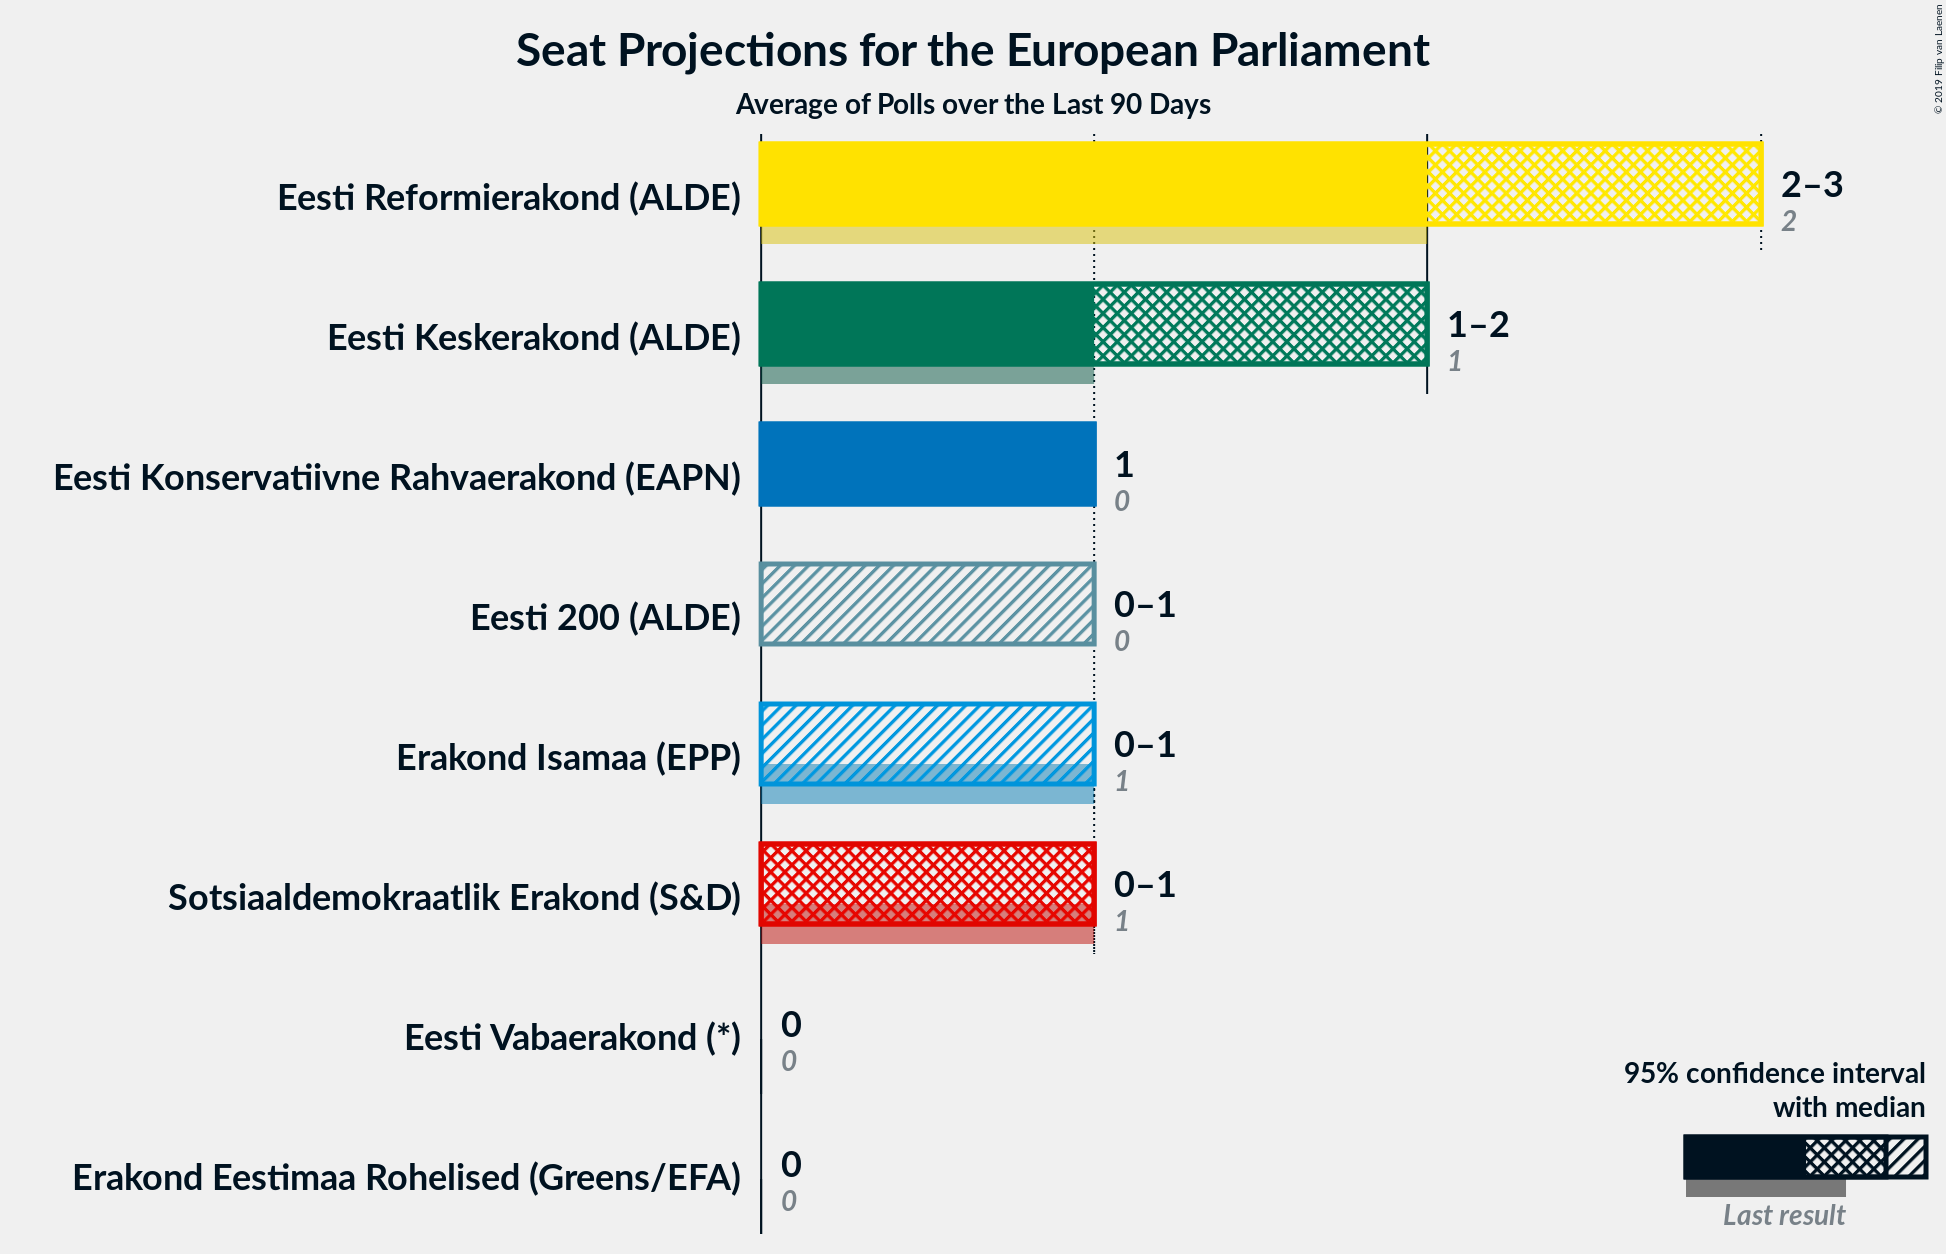 Seat Projections for the European Parliament
Average of Polls over the Last 90 Days
© 2019 Filip van Laenen
Eesti Reformierakond (ALDE)
2–3
2
Eesti Keskerakond (ALDE)
1–2
1
Eesti Konservatiivne Rahvaerakond (EAPN)
1
0
Eesti 200 (ALDE)
0–1
0
Erakond Isamaa (EPP)
0–1
1
Sotsiaaldemokraatlik Erakond (S&D)
0–1
1
Eesti Vabaerakond (*)
0
0
Erakond Eestimaa Rohelised (Greens/EFA)
0
0
95% confidence interval
with median
Last result